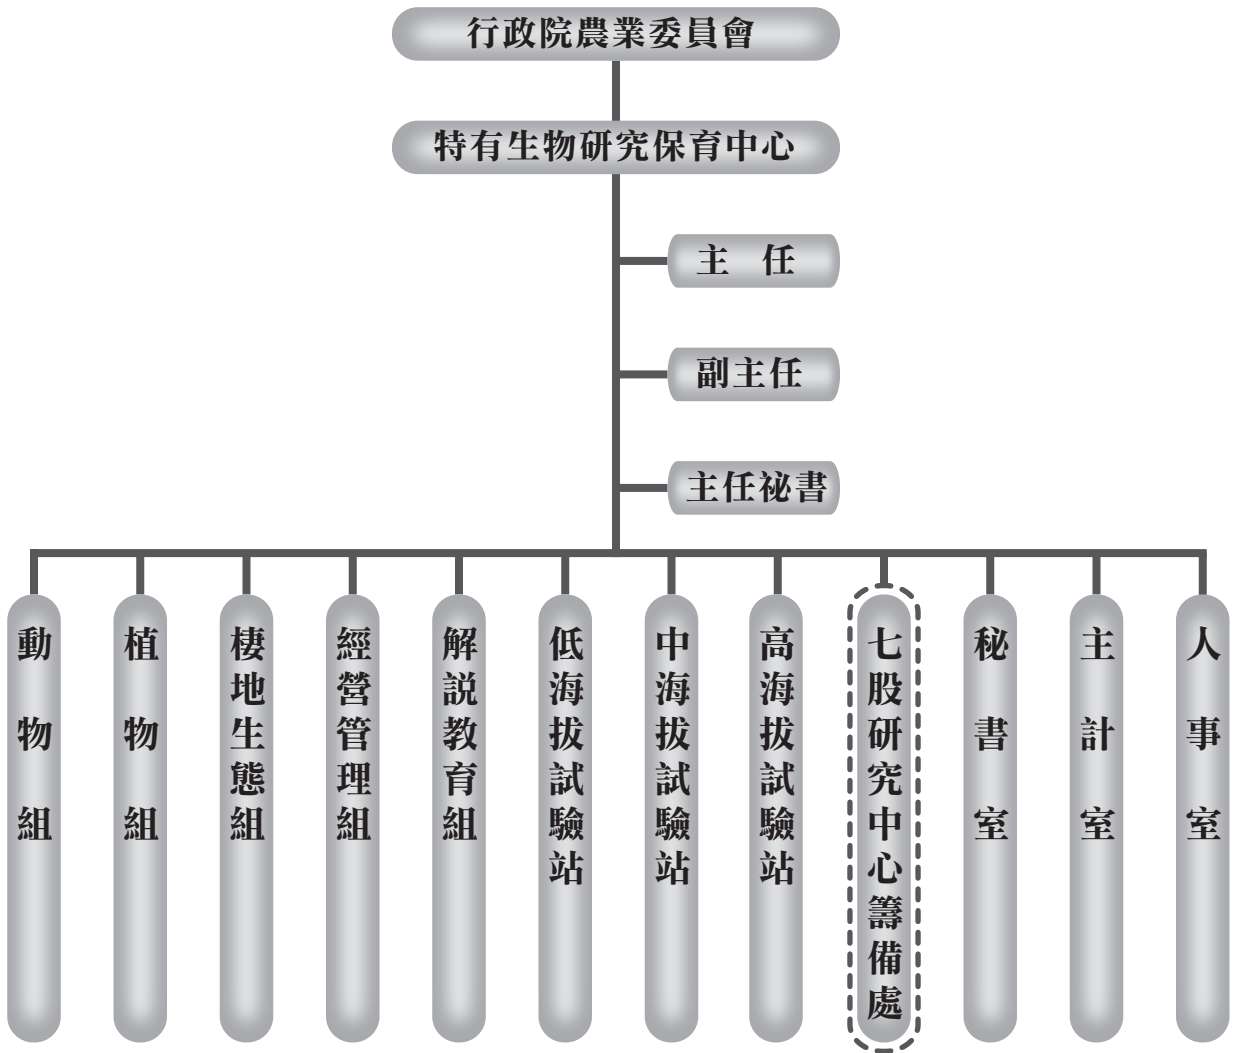 行政院農業委員會
特有生物研究保育中心
主　任
副主任
主任祕書
動物組
植物組
棲地生態組
經營管理組
解説教育組
低海拔試驗站
中海拔試驗站
高海拔試驗站
七股研究中心籌備處
秘書室
主計室
人事室